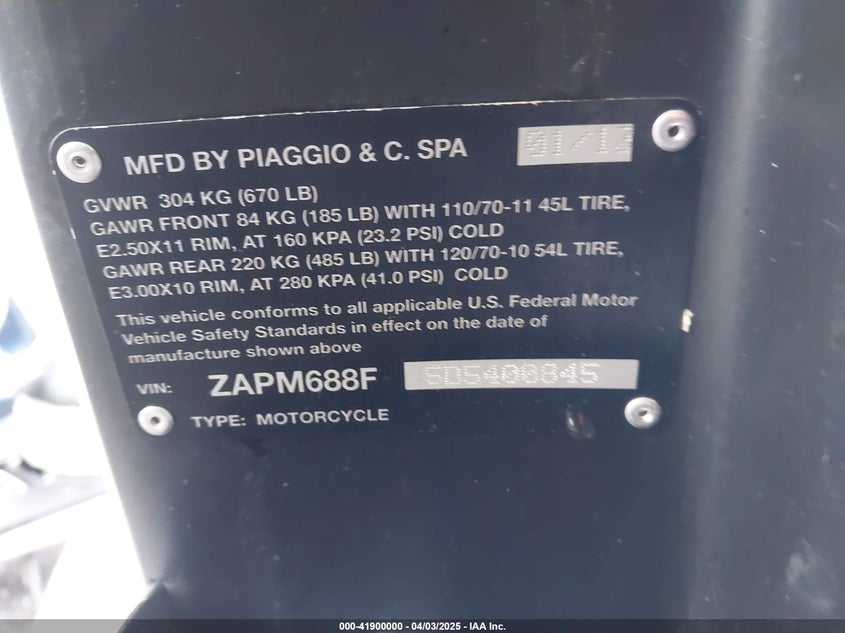 MFD BY PIAGGIO & C. SPA 01/13
GVWR 304 KG (670 LB)
GAWR FRONT 84 KG (185 LB) WITH 110/70-11 45L TIRE,
E2.50X11 RIM, AT 160 KPA (23.2 PSI) COLD
GAWR REAR 220 KG (485 LB) WITH 120/70-10 54L TIRE,
E3.00X10 RIM, AT 280 KPA (41.0 PSI) COLD
This vehicle conforms to all applicable U.S. Federal Motor
Vehicle Safety Standards in effect on the date of
manufacture shown above
VIN: ZAPM688F 6D5400045
TYPE: MOTORCYCLE
000-41900000 - 04/03/2025 - IAA Inc.